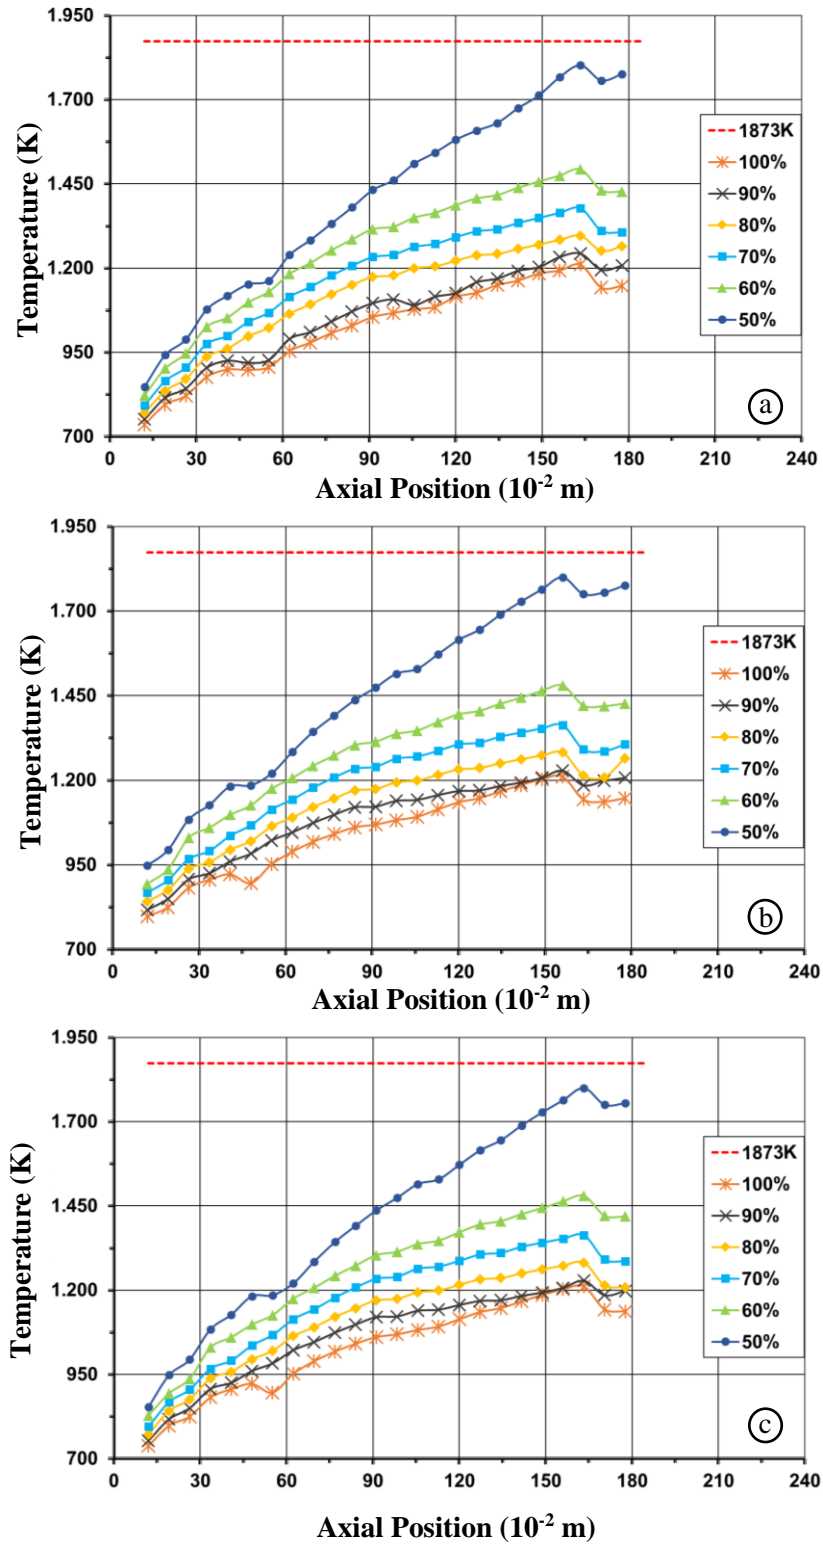 1.950
1.700
1.450
1.200
950
700
Temperature (K)
0 30 60 90 120 150 180 210 240
Axial Position (10-2 m)
1873K
100%
90%
80%
70%
60%
50%
a
1.950
1.700
1.450
1.200
950
700
Temperature (K)
0 30 60 90 120 150 180 210 240
Axial Position (10-2 m)
1873K
100%
90%
80%
70%
60%
50%
b
1.950
1.700
1.450
1.200
950
700
Temperature (K)
0 30 60 90 120 150 180 210 240
Axial Position (10-2 m)
1873K
100%
90%
80%
70%
60%
50%
c